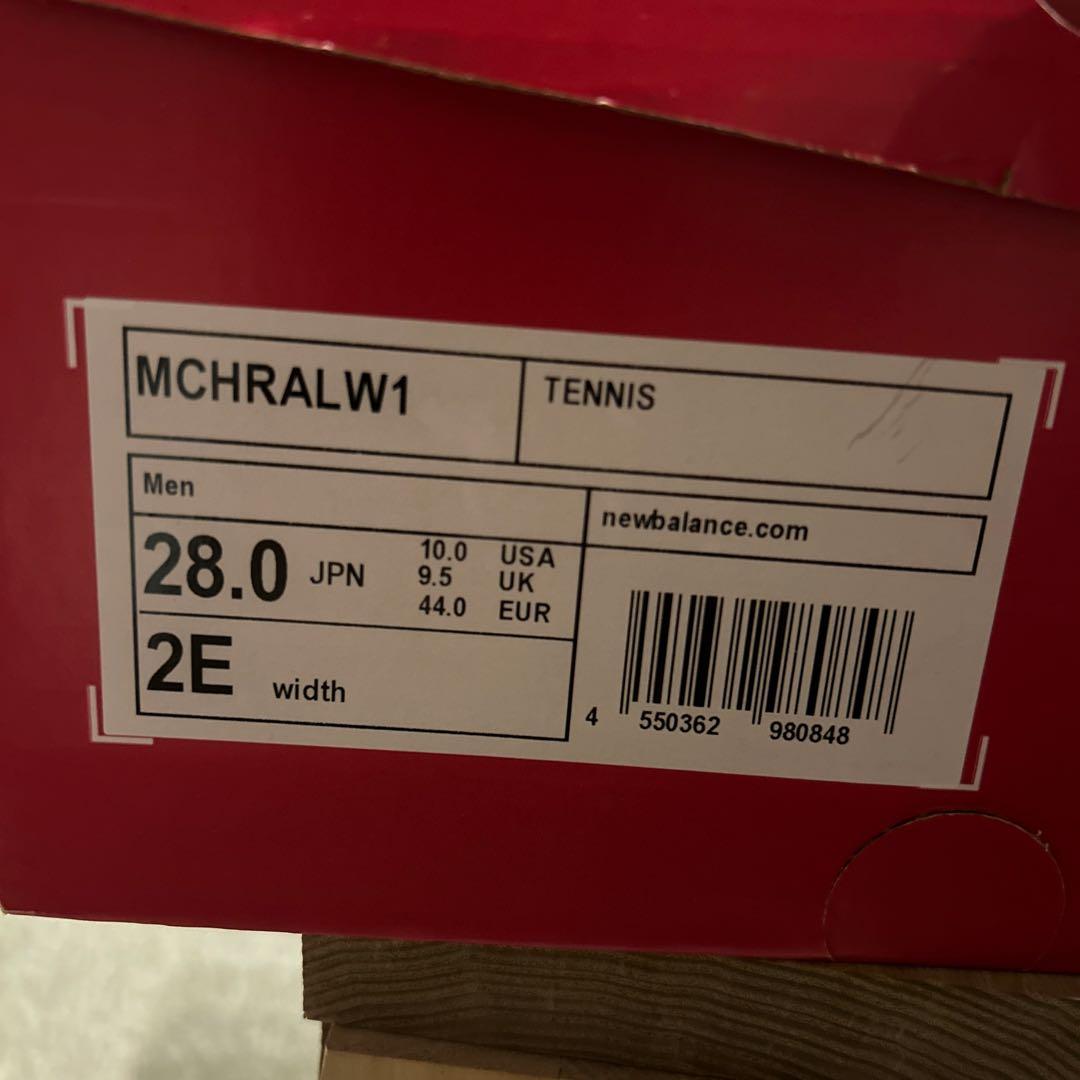 MCHRALW1
TENNIS
Men
newbalance.com
28.0 JPN
10.0 USA
9.5 UK
44.0 EUR
2E width
4 550362 980848